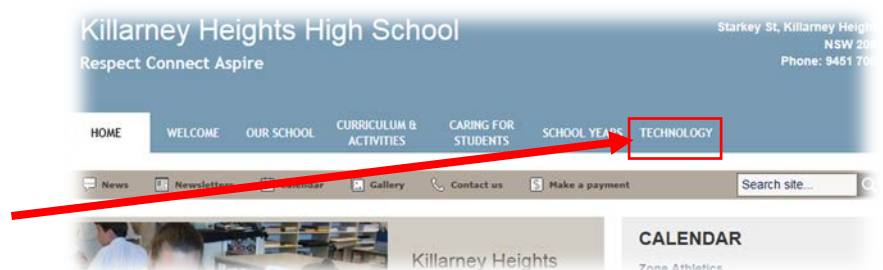 Killarney Heights High School
Starkey St, Killarney Heigh
NSW 20
Respect Connect Aspire
Phone: 9451 700
HOME
WELCOME
OUR SCHOOL
CURRICULUM &
ACTIVITIES
CARING FOR
STUDENTS
SCHOOL YEARS
TECHNOLOGY
News
Newsletters
Calendar
Gallery
Contact us
Make a payment
Search site...
Killarney Heights
CALENDAR
Zone Athletics